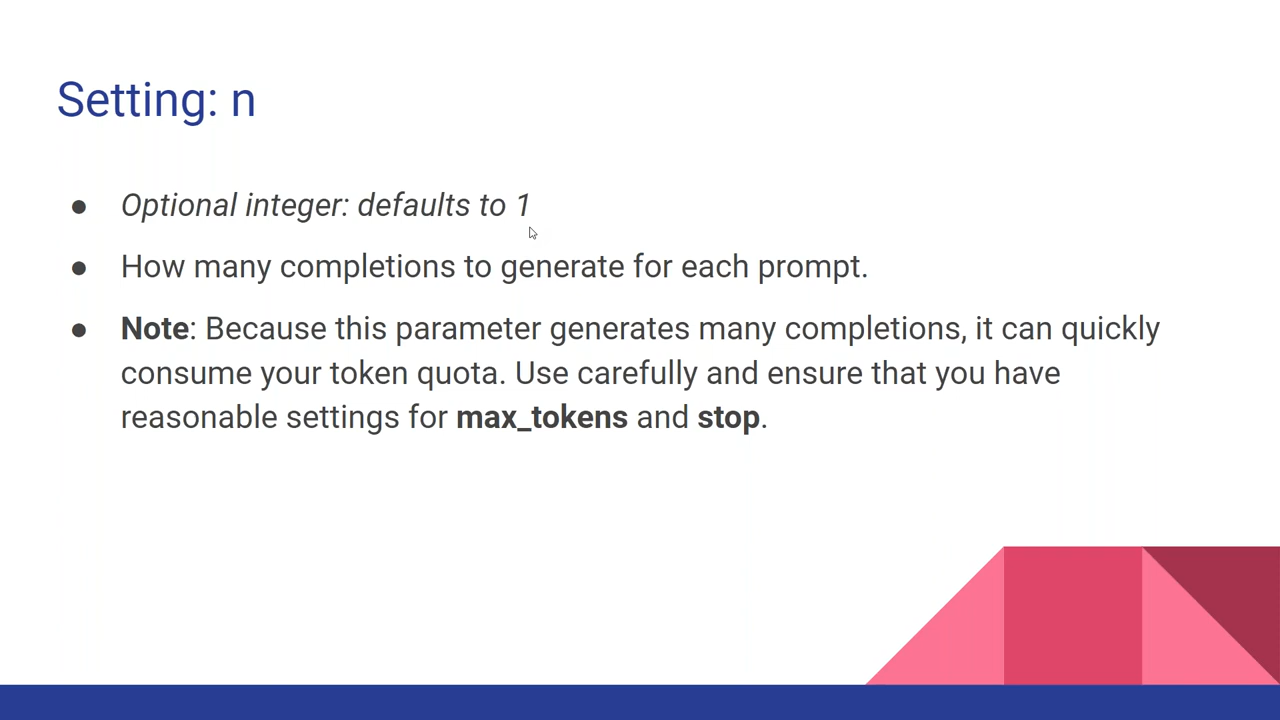 Setting: n
● Optional integer: defaults to 1
● How many completions to generate for each prompt.
● Note: Because this parameter generates many completions, it can quickly
consume your token quota. Use carefully and ensure that you have
reasonable settings for max_tokens and stop.